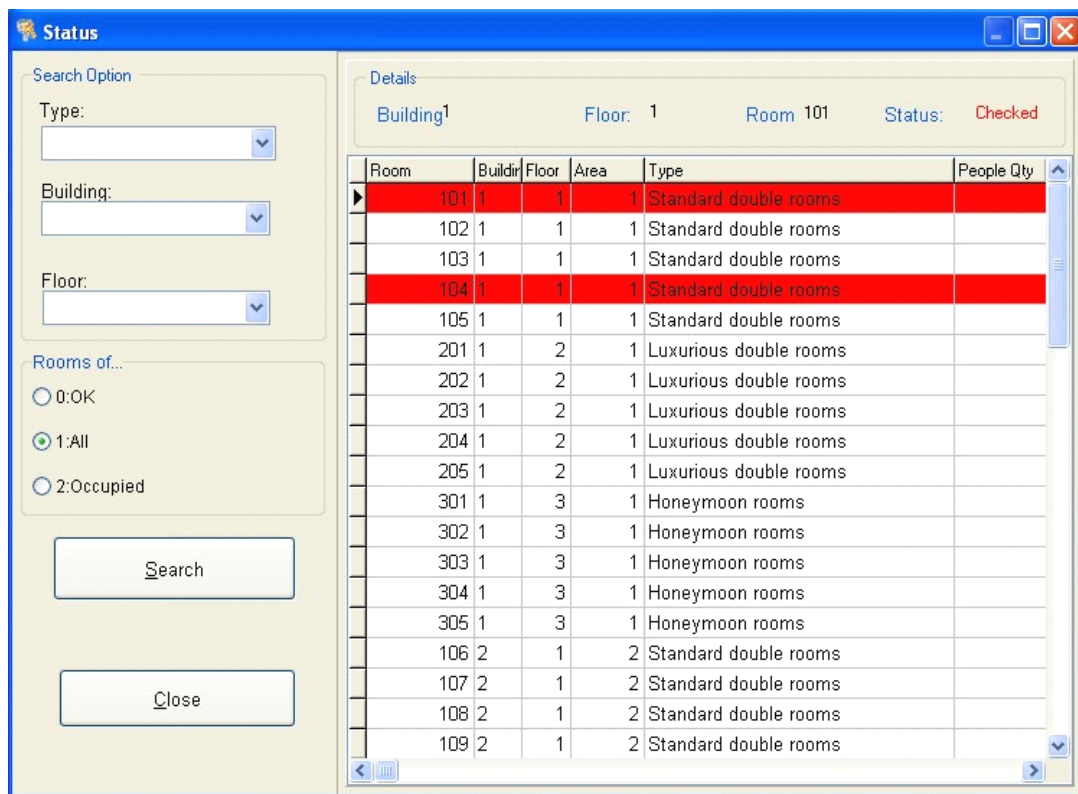 Status
Search Option
Type:
Building:
Floor:
Rooms of...
0:OK
1:All
2:Occupied
Search
Close
Details
Building 1 Floor: 1 Room 101 Status: Checked
Room Buildin Floor Area Type People Qty
101 1 1 1 Standard double rooms
102 1 1 1 Standard double rooms
103 1 1 1 Standard double rooms
104 1 1 1 Standard double rooms
105 1 1 1 Standard double rooms
201 1 2 1 Luxurious double rooms
202 1 2 1 Luxurious double rooms
203 1 2 1 Luxurious double rooms
204 1 2 1 Luxurious double rooms
205 1 2 1 Luxurious double rooms
301 1 3 1 Honeymoon rooms
302 1 3 1 Honeymoon rooms
303 1 3 1 Honeymoon rooms
304 1 3 1 Honeymoon rooms
305 1 3 1 Honeymoon rooms
106 2 1 2 Standard double rooms
107 2 1 2 Standard double rooms
108 2 1 2 Standard double rooms
109 2 1 2 Standard double rooms